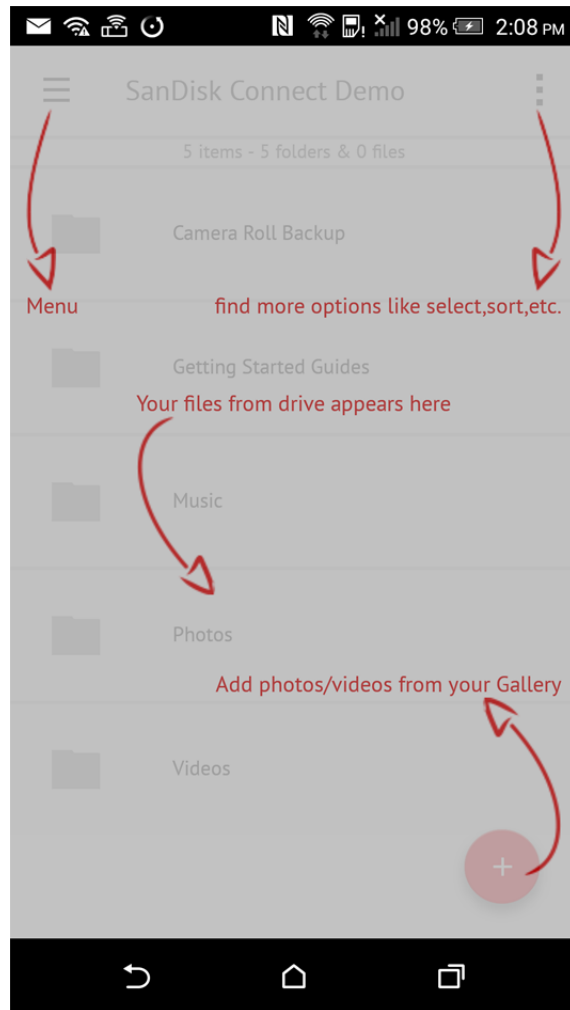 98% 2:08 PM
SanDisk Connect Demo
5 items - 5 folders & 0 files
Camera Roll Backup
Menu
find more options like select,sort,etc.
Getting Started Guides
Your files from drive appears here
Music
Photos
Add photos/videos from your Gallery
Videos